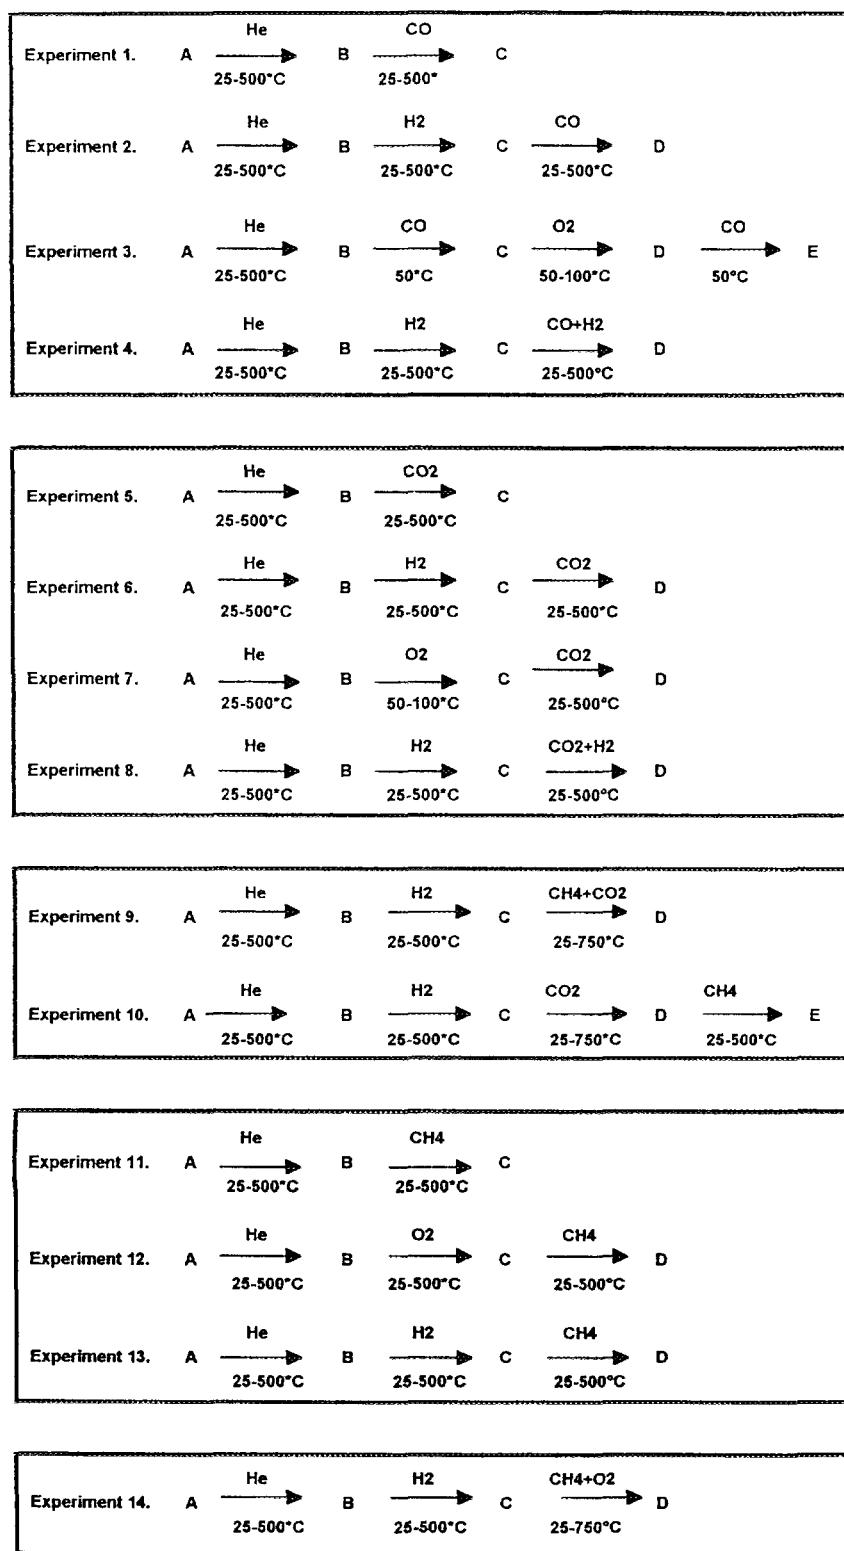 He CO
Experiment 1. A B C
25-500°C 25-500°
He H2 CO
Experiment 2. A B C D
25-500°C 25-500°C 25-500°C
He CO O2 CO
Experiment 3. A B C D E
25-500°C 50°C 50-100°C 50°C
He H2 CO+H2
Experiment 4. A B C D
25-500°C 25-500°C 25-500°C
He CO2
Experiment 5. A B C
25-500°C 25-500°C
He H2 CO2
Experiment 6. A B C D
25-500°C 25-500°C 25-500°C
He O2 CO2
Experiment 7. A B C D
25-500°C 50-100°C 25-500°C
He H2 CO2+H2
Experiment 8. A B C D
25-500°C 25-500°C 25-500°C
He H2 CH4+CO2
Experiment 9. A B C D
25-500°C 25-500°C 25-750°C
He H2 CO2 CH4
Experiment 10. A B C D E
25-500°C 25-500°C 25-750°C 25-500°C
He CH4
Experiment 11. A B C
25-500°C 25-500°C
He O2 CH4
Experiment 12. A B C D
25-500°C 25-500°C 25-500°C
He H2 CH4
Experiment 13. A B C D
25-500°C 25-500°C 25-500°C
He H2 CH4+O2
Experiment 14. A B C D
25-500°C 25-500°C 25-750°C